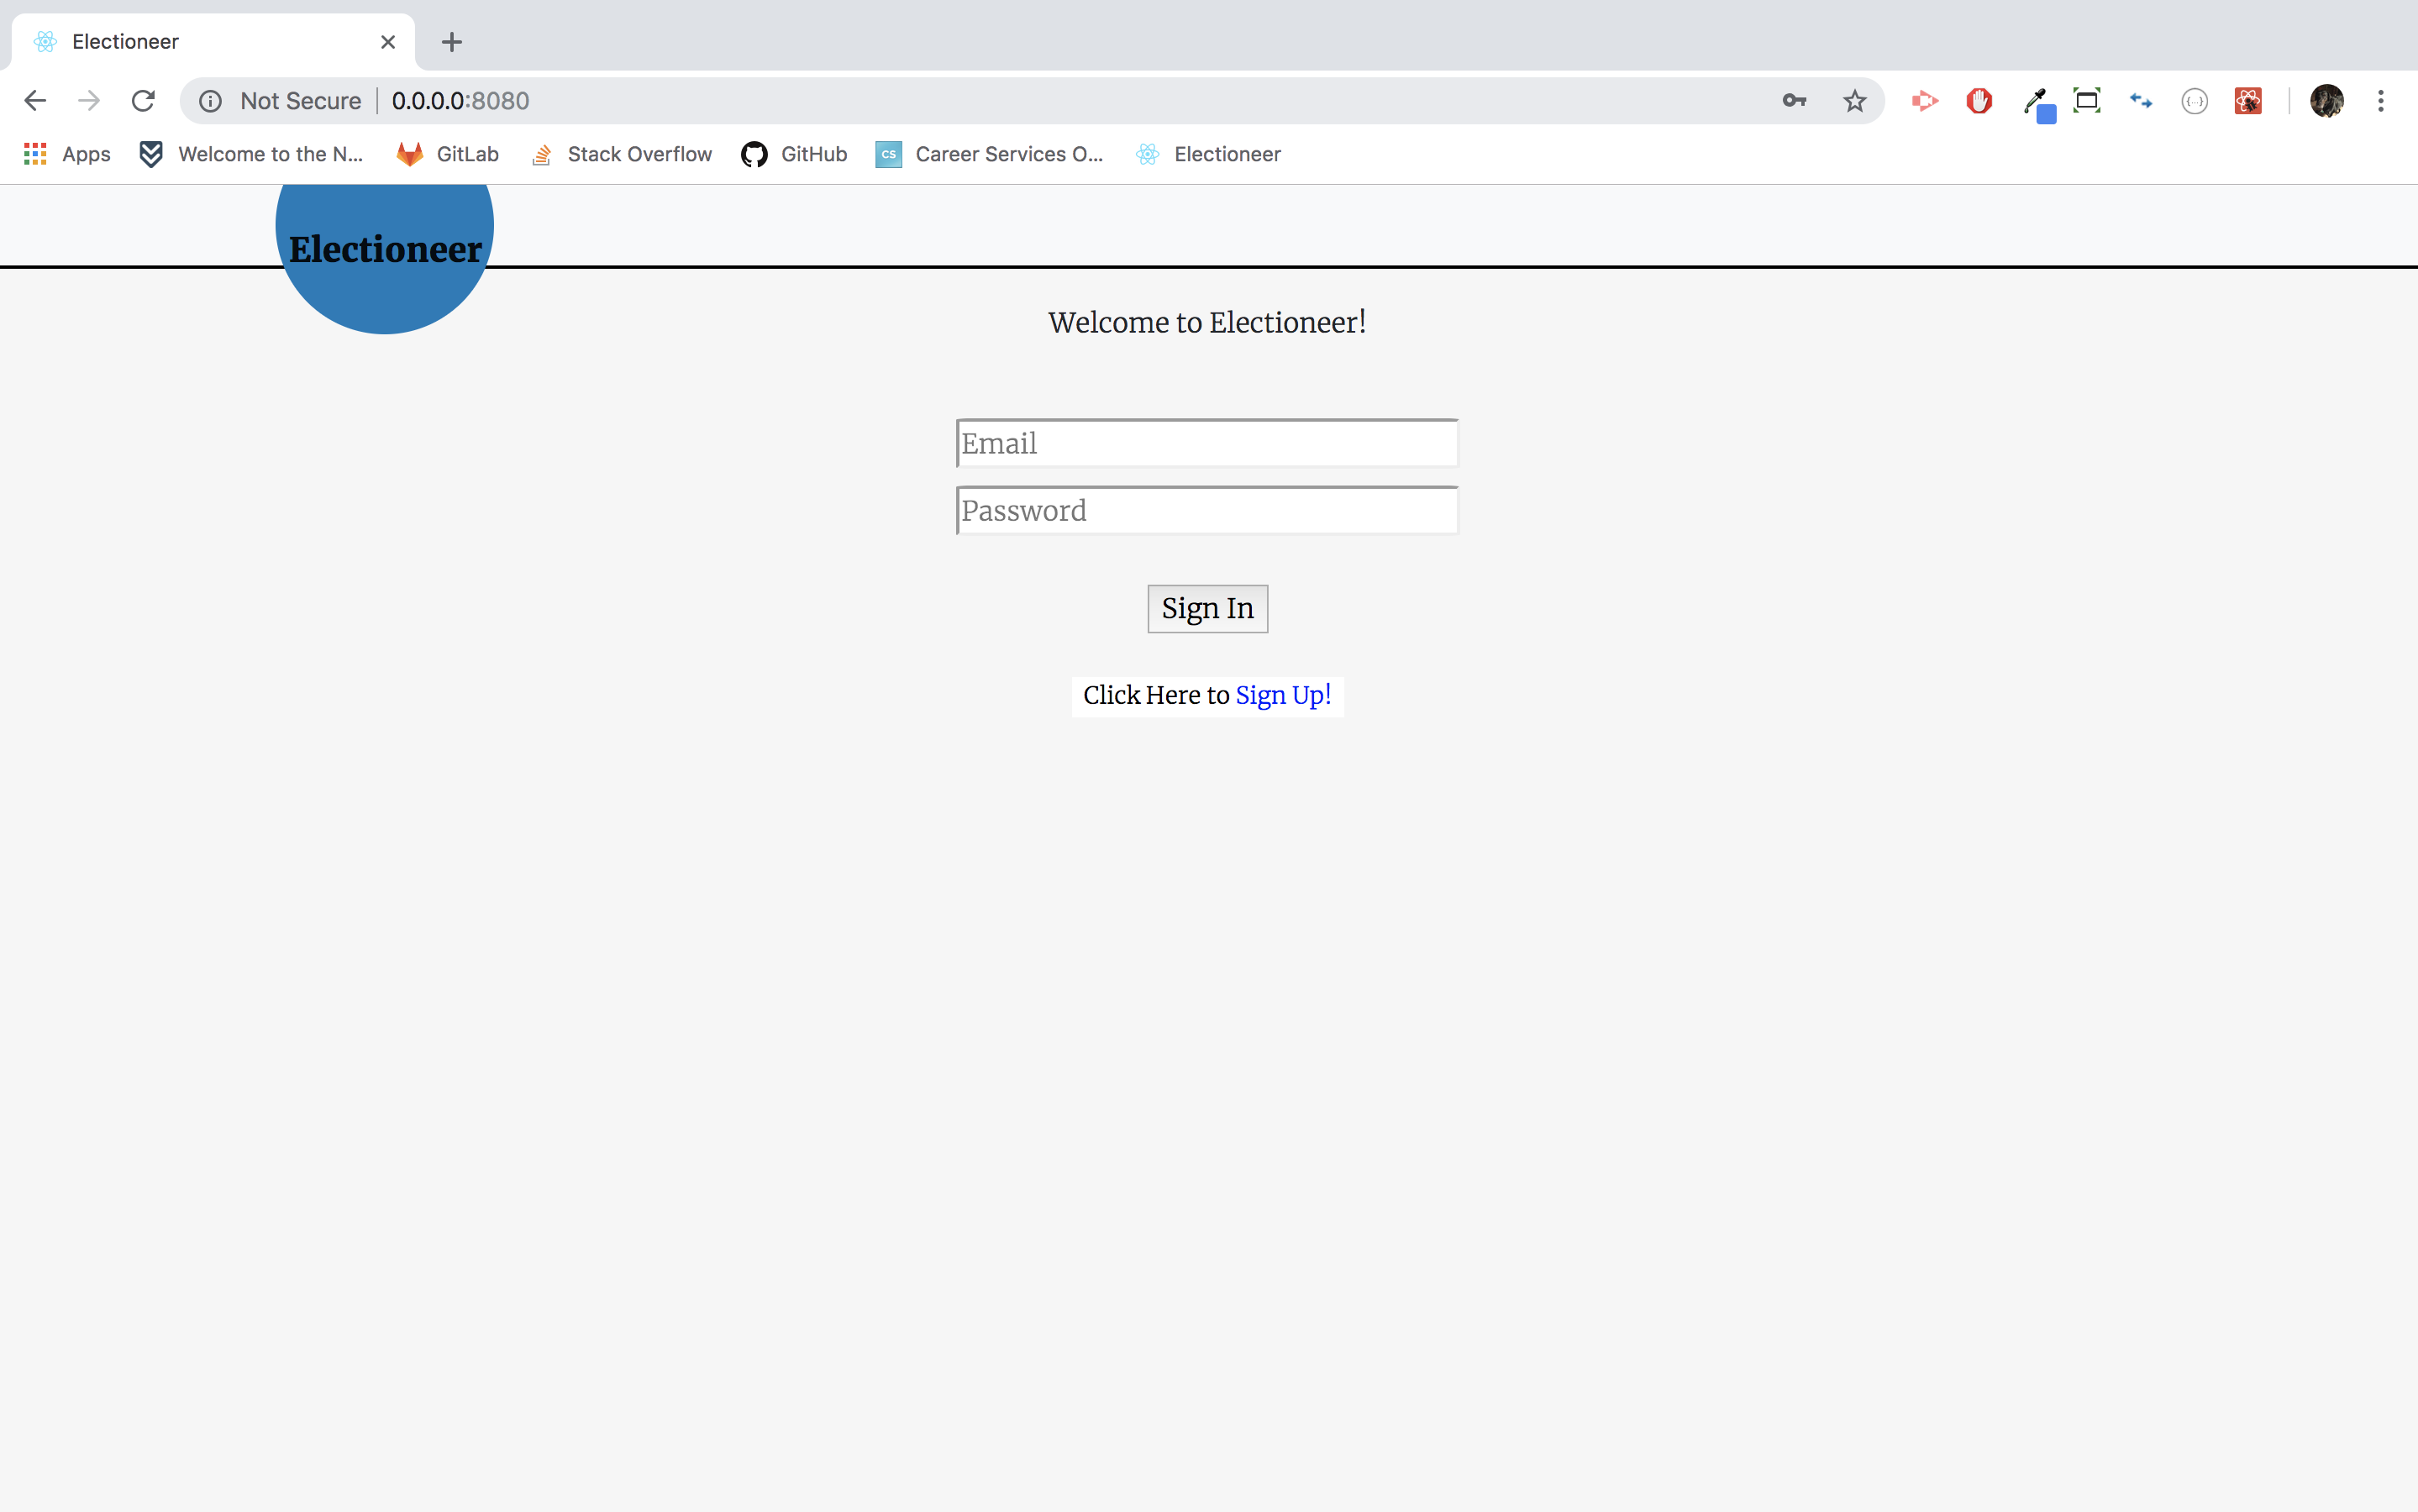 Electioneer
Not Secure 0.0.0.0:8080
Apps Welcome to the N... GitLab Stack Overflow GitHub CS Career Services O... Electioneer
Electioneer
Welcome to Electioneer!
Email
Password
Sign In
Click Here to Sign Up!